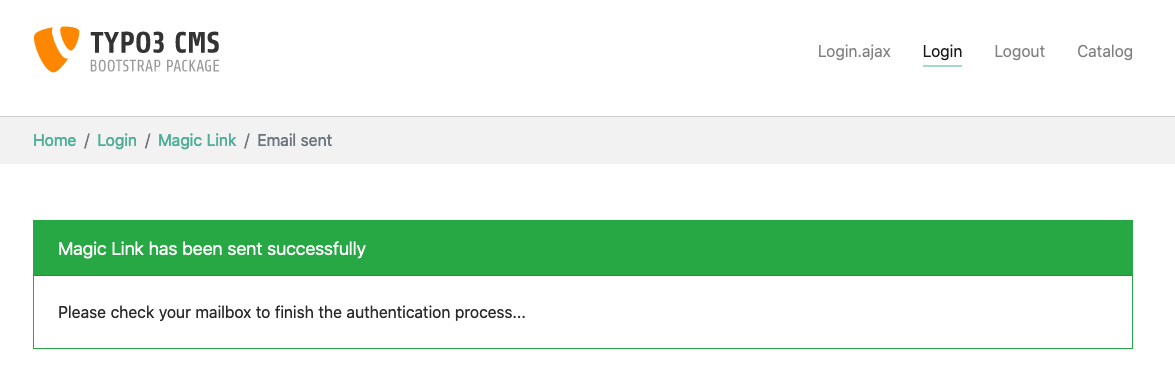 TYPO3 CMS
BOOTSTRAP PACKAGE
Login.ajax Login Logout Catalog
Home / Login / Magic Link / Email sent
Magic Link has been sent successfully
Please check your mailbox to finish the authentication process...